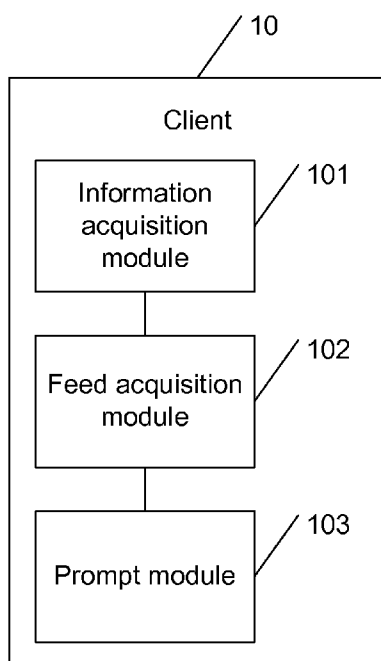 10
Client
Information
acquisition
module
101
Feed acquisition
module
102
Prompt module
103